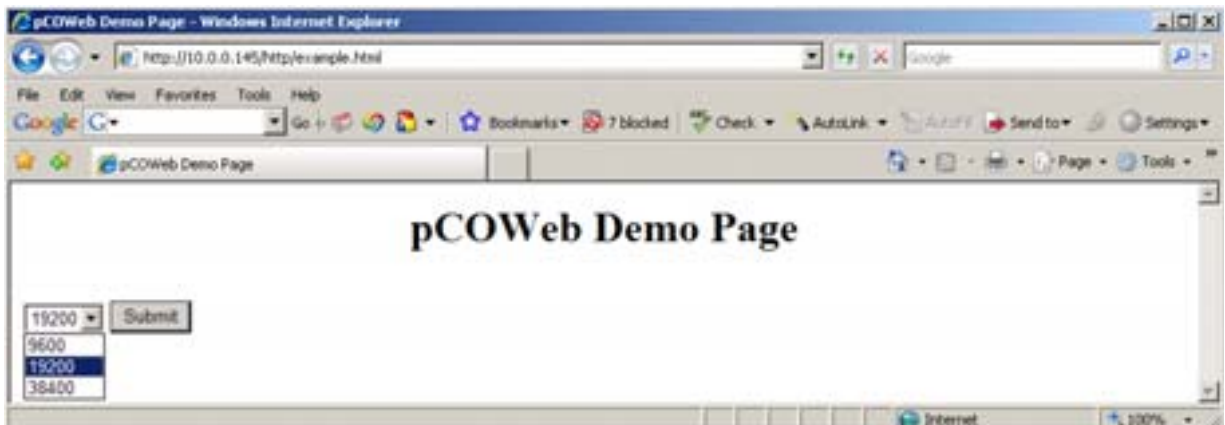 pCOWeb Demo Page - Windows Internet Explorer
http://10.0.0.145/http/example.html
Google
File Edit View Favorites Tools Help
Google G Go Bookmarks 7 blocked Check AutoLink AutoFill Send to Settings
pCOWeb Demo Page Page Tools
pCOWeb Demo Page
19200 Submit
9600
19200
38400
Internet 100%